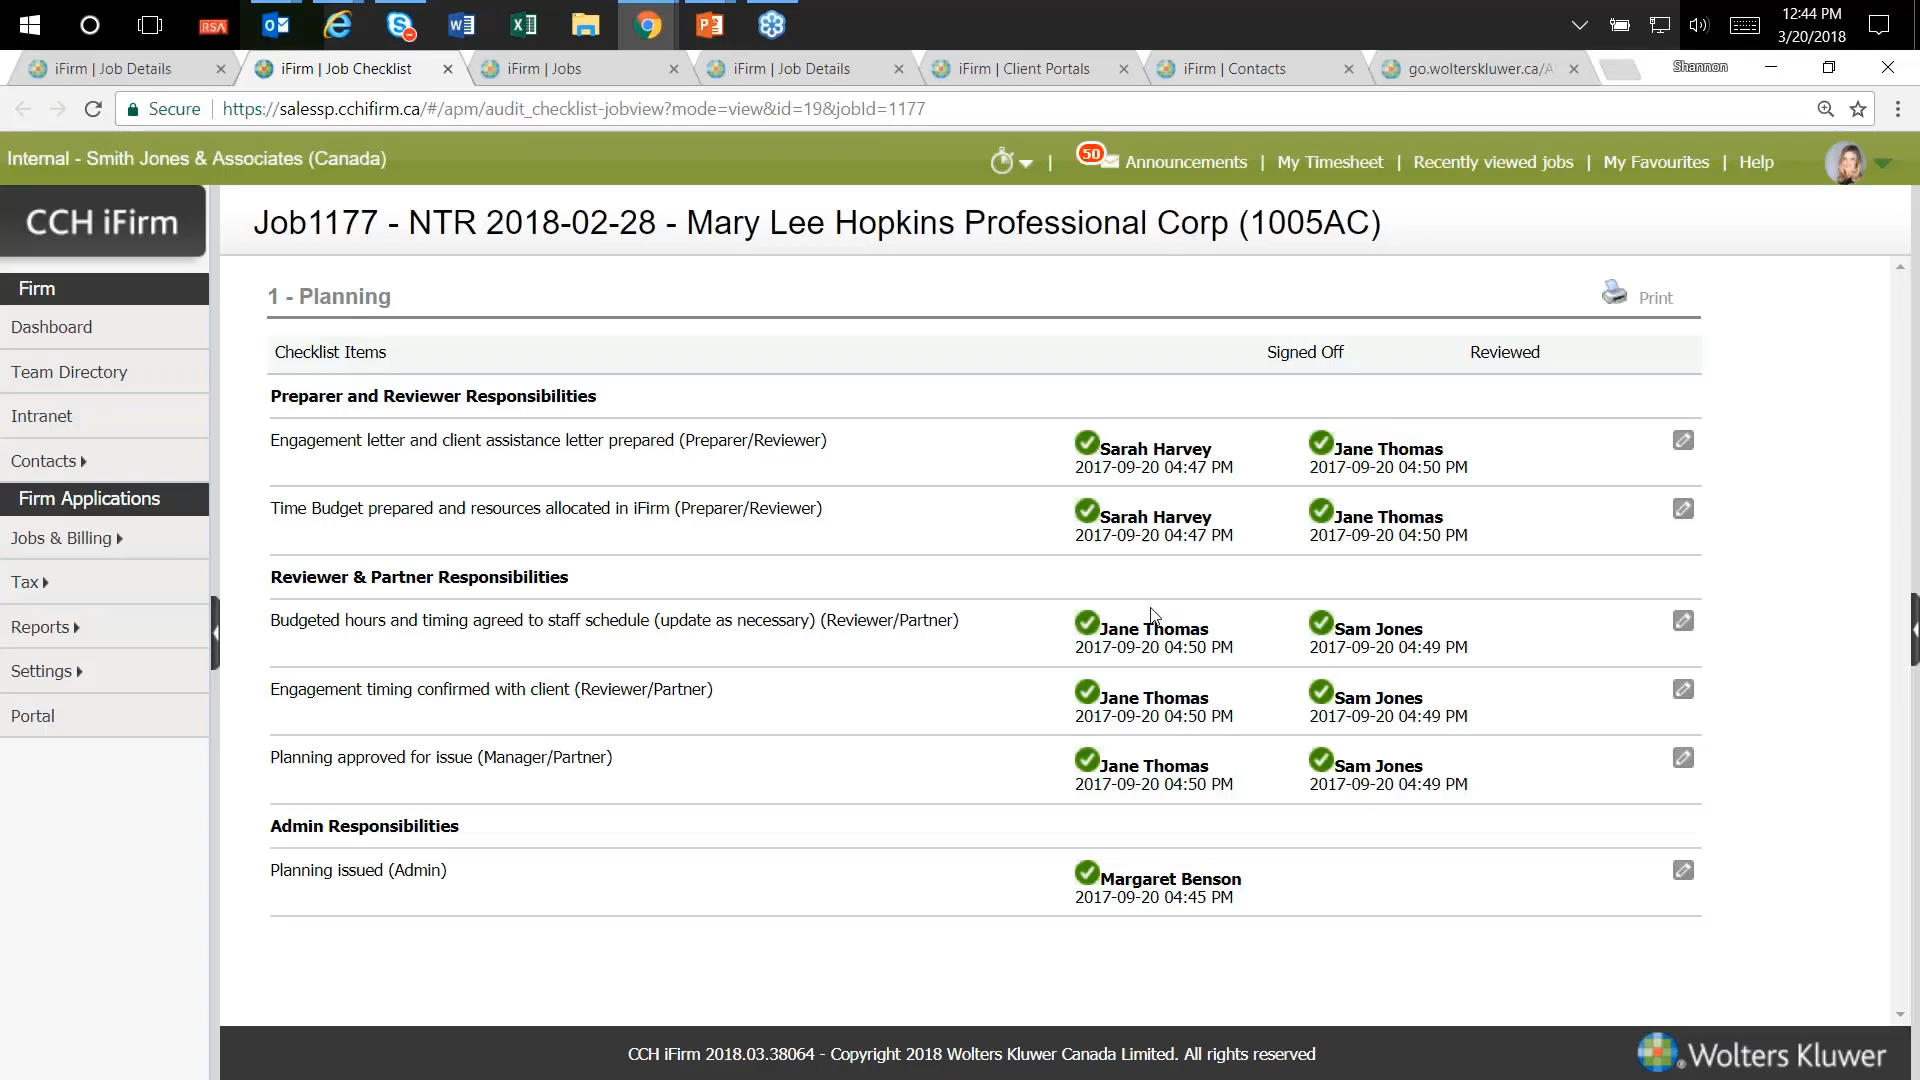 RSA
12:44 PM
3/20/2018
iFirm | Job Details
iFirm | Job Checklist
iFirm | Jobs
iFirm | Job Details
iFirm | Client Portals
iFirm | Contacts
go.wolterskluwer.ca/A
Shannon
Secure
https://salessp.cchifirm.ca/#/apm/audit_checklist-jobview?mode=view&id=19&jobId=1177
Internal - Smith Jones & Associates (Canada)
50
Announcements | My Timesheet | Recently viewed jobs | My Favourites | Help
CCH iFirm
Firm
Dashboard
Team Directory
Intranet
Contacts
Firm Applications
Jobs & Billing
Tax
Reports
Settings
Portal
Job1177 - NTR 2018-02-28 - Mary Lee Hopkins Professional Corp (1005AC)
1 - Planning
Print
Checklist Items Signed Off Reviewed
Preparer and Reviewer Responsibilities
Engagement letter and client assistance letter prepared (Preparer/Reviewer)
Sarah Harvey
2017-09-20 04:47 PM
Jane Thomas
2017-09-20 04:50 PM
Time Budget prepared and resources allocated in iFirm (Preparer/Reviewer)
Sarah Harvey
2017-09-20 04:47 PM
Jane Thomas
2017-09-20 04:50 PM
Reviewer & Partner Responsibilities
Budgeted hours and timing agreed to staff schedule (update as necessary) (Reviewer/Partner)
Jane Thomas
2017-09-20 04:50 PM
Sam Jones
2017-09-20 04:49 PM
Engagement timing confirmed with client (Reviewer/Partner)
Jane Thomas
2017-09-20 04:50 PM
Sam Jones
2017-09-20 04:49 PM
Planning approved for issue (Manager/Partner)
Jane Thomas
2017-09-20 04:50 PM
Sam Jones
2017-09-20 04:49 PM
Admin Responsibilities
Planning issued (Admin)
Margaret Benson
2017-09-20 04:45 PM
CCH iFirm 2018.03.38064 - Copyright 2018 Wolters Kluwer Canada Limited. All rights reserved
Wolters Kluwer